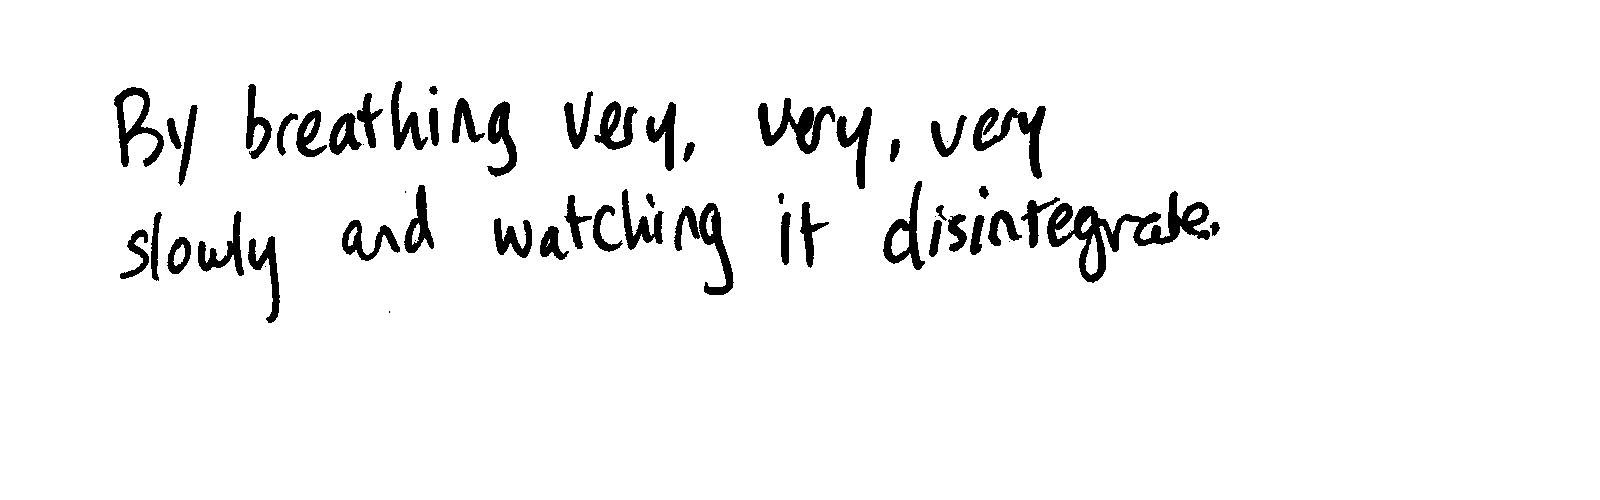 By breathing very, very, very
slowly and watching it disintegrate.